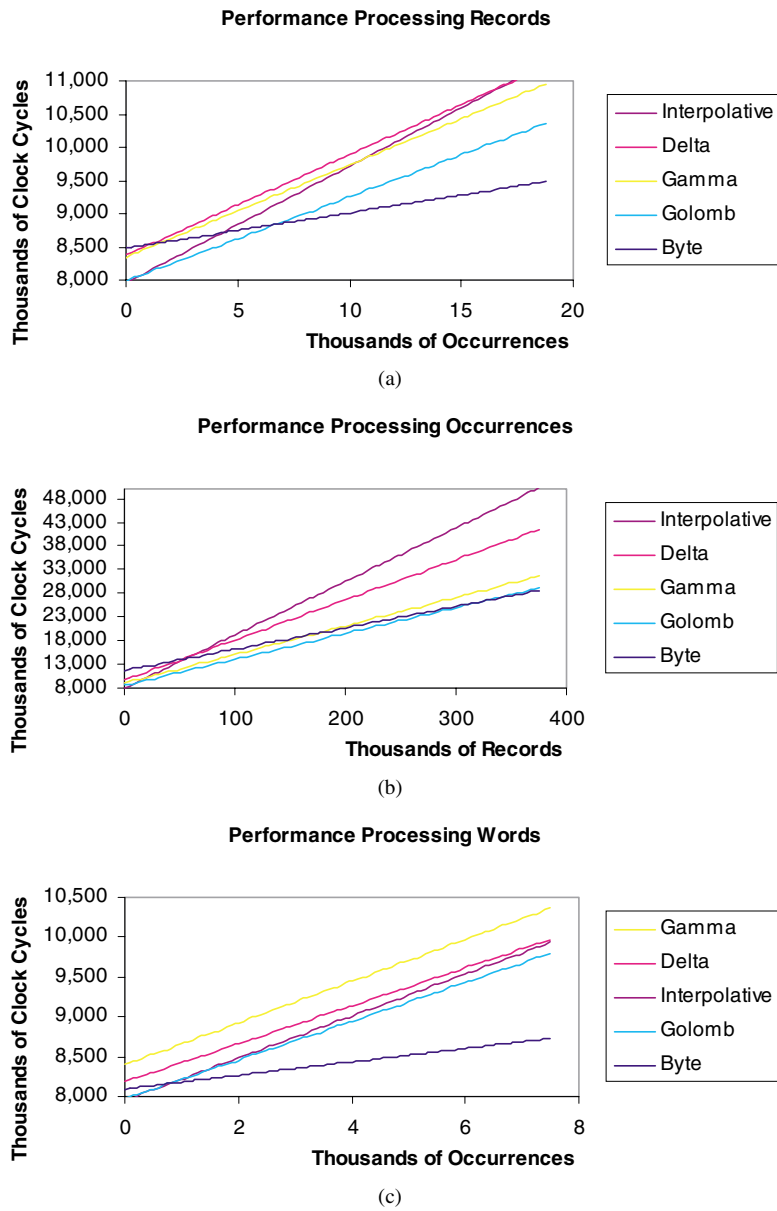 Performance Processing Records
Thousands of Clock Cycles
11,000
10,500
10,000
9,500
9,000
8,500
8,000
0 5 10 15 20
Thousands of Occurrences
Interpolative
Delta
Gamma
Golomb
Byte
(a)
Performance Processing Occurrences
Thousands of Clock Cycles
48,000
43,000
38,000
33,000
28,000
23,000
18,000
13,000
8,000
0 100 200 300 400
Thousands of Records
Interpolative
Delta
Gamma
Golomb
Byte
(b)
Performance Processing Words
Thousands of Clock Cycles
10,500
10,000
9,500
9,000
8,500
8,000
0 2 4 6 8
Thousands of Occurrences
Gamma
Delta
Interpolative
Golomb
Byte
(c)